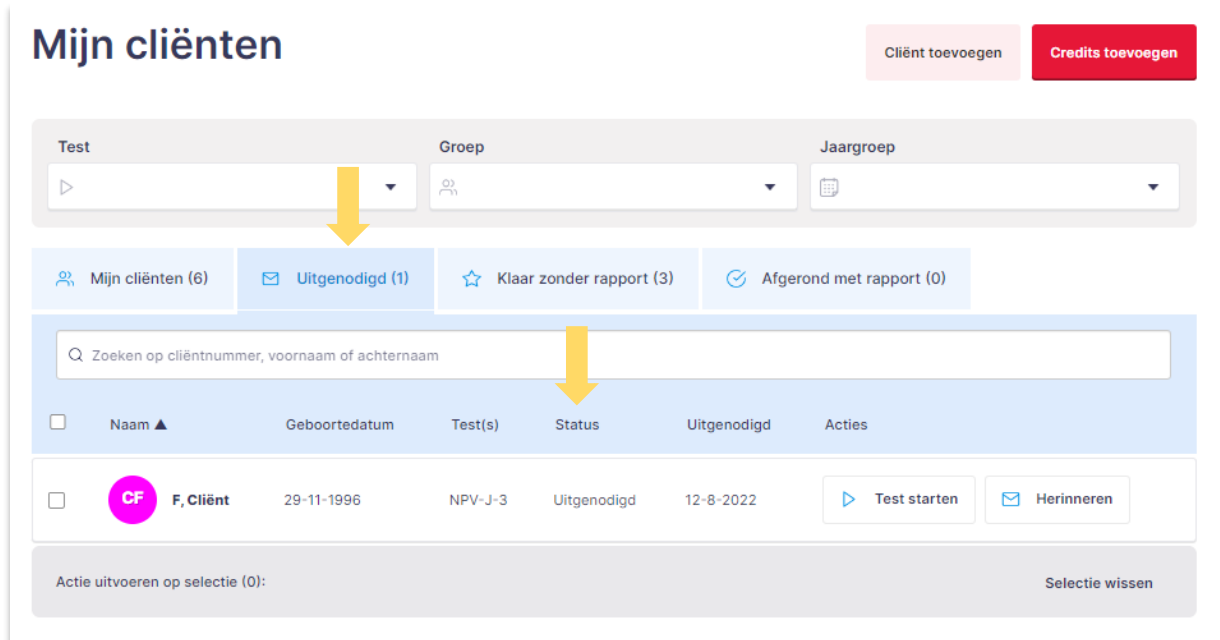 Mijn cliënten
Cliënt toevoegen
Credits toevoegen
Test
Groep
Jaargroep
Mijn cliënten (6)
Uitgenodigd (1)
Klaar zonder rapport (3)
Afgerond met rapport (0)
Zoeken op cliëntnummer, voornaam of achternaam
Naam ▲ Geboortedatum Test(s) Status Uitgenodigd Acties
CF F, Cliënt 29-11-1996 NPV-J-3 Uitgenodigd 12-8-2022 Test starten Herinneren
Actie uitvoeren op selectie (0): Selectie wissen